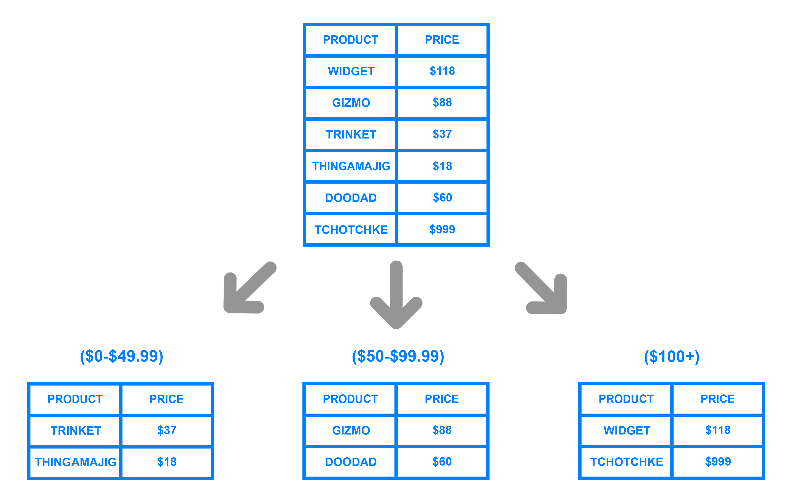 PRODUCT PRICE
WIDGET $118
GIZMO $88
TRINKET $37
THINGAMAJIG $18
DOODAD $60
TCHOTCHKE $999
($0-$49.99)
PRODUCT PRICE
TRINKET $37
THINGAMAJIG $18
($50-$99.99)
PRODUCT PRICE
GIZMO $88
DOODAD $60
($100+)
PRODUCT PRICE
WIDGET $118
TCHOTCHKE $999